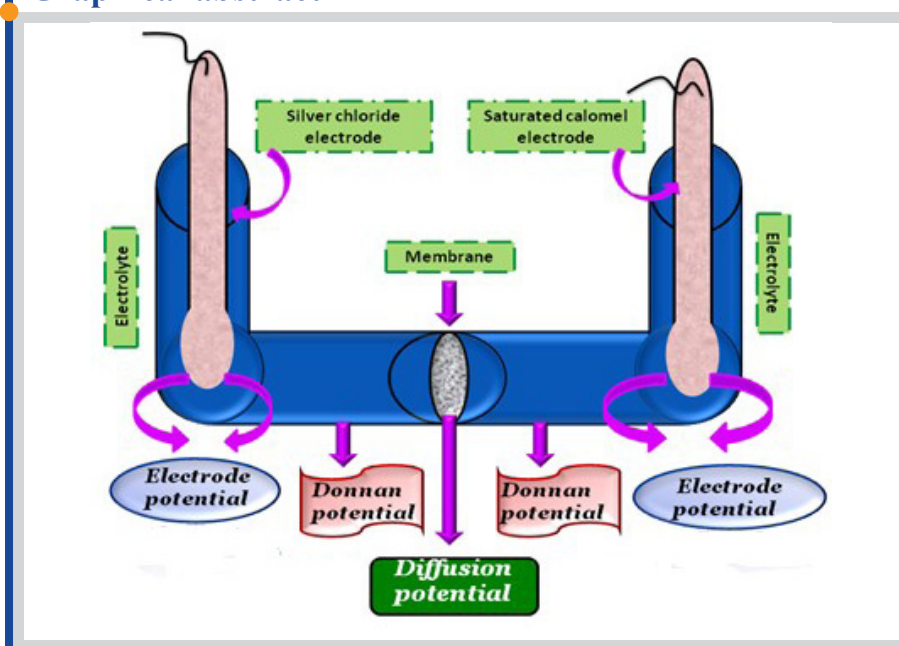 Silver chloride
electrode
Saturated calomel
electrode
Electrolyte
Membrane
Electrolyte
Electrode
potential
Donnan
potential
Donnan
potential
Electrode
potential
Diffusion
potential